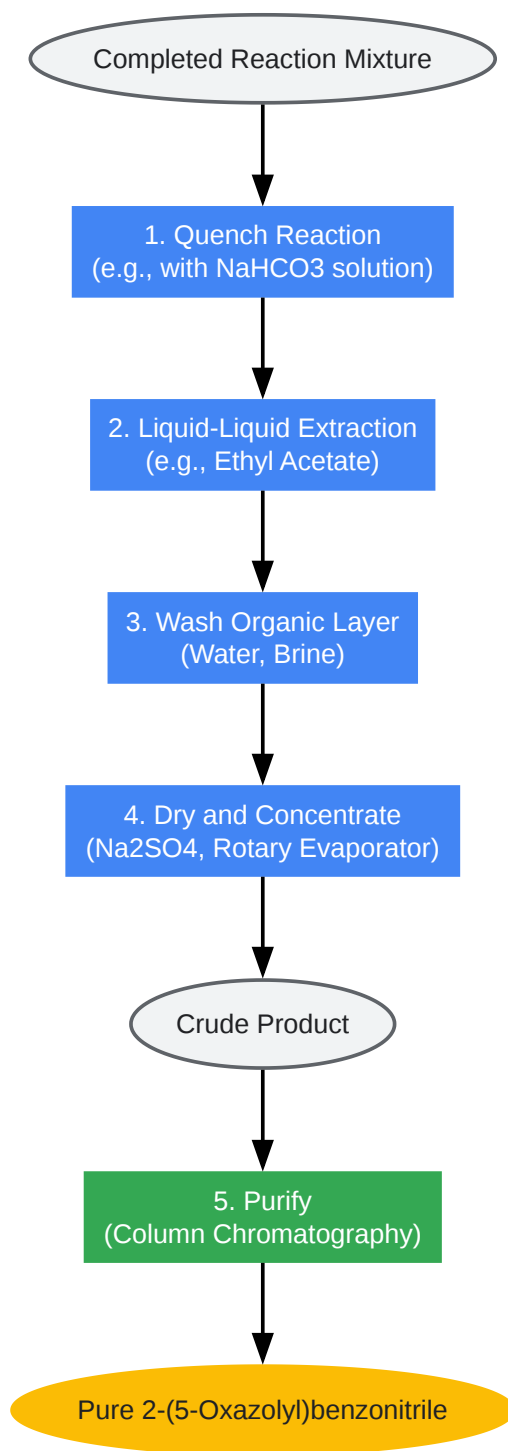 Completed Reaction Mixture
1. Quench Reaction
(e.g., with NaHCO3 solution)
2. Liquid-Liquid Extraction
(e.g., Ethyl Acetate)
3. Wash Organic Layer
(Water, Brine)
4. Dry and Concentrate
(Na2SO4, Rotary Evaporator)
Crude Product
5. Purify
(Column Chromatography)
Pure 2-(5-Oxazolyl)benzonitrile